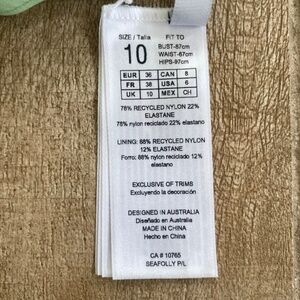 SIZE / Talla FIT TO
10 BUST-87cm
WAIST-67cm
HIPS-97cm
EUR 36 CAN 8
FR 38 USA 6
UK 10 MEX CH
78% RECYCLED NYLON 22%
ELASTANE
78% nylon reciclado 22% elastano
LINING: 88% RECYCLED NYLON
12% ELASTANE
Forro: 88% nylon reciclado 12%
elastano
EXCLUSIVE OF TRIMS
Excluyendo la decoración
DESIGNED IN AUSTRALIA
Diseñado en Australia
MADE IN CHINA
Hecho en China
CA # 10765
SEAFOLLY P/L